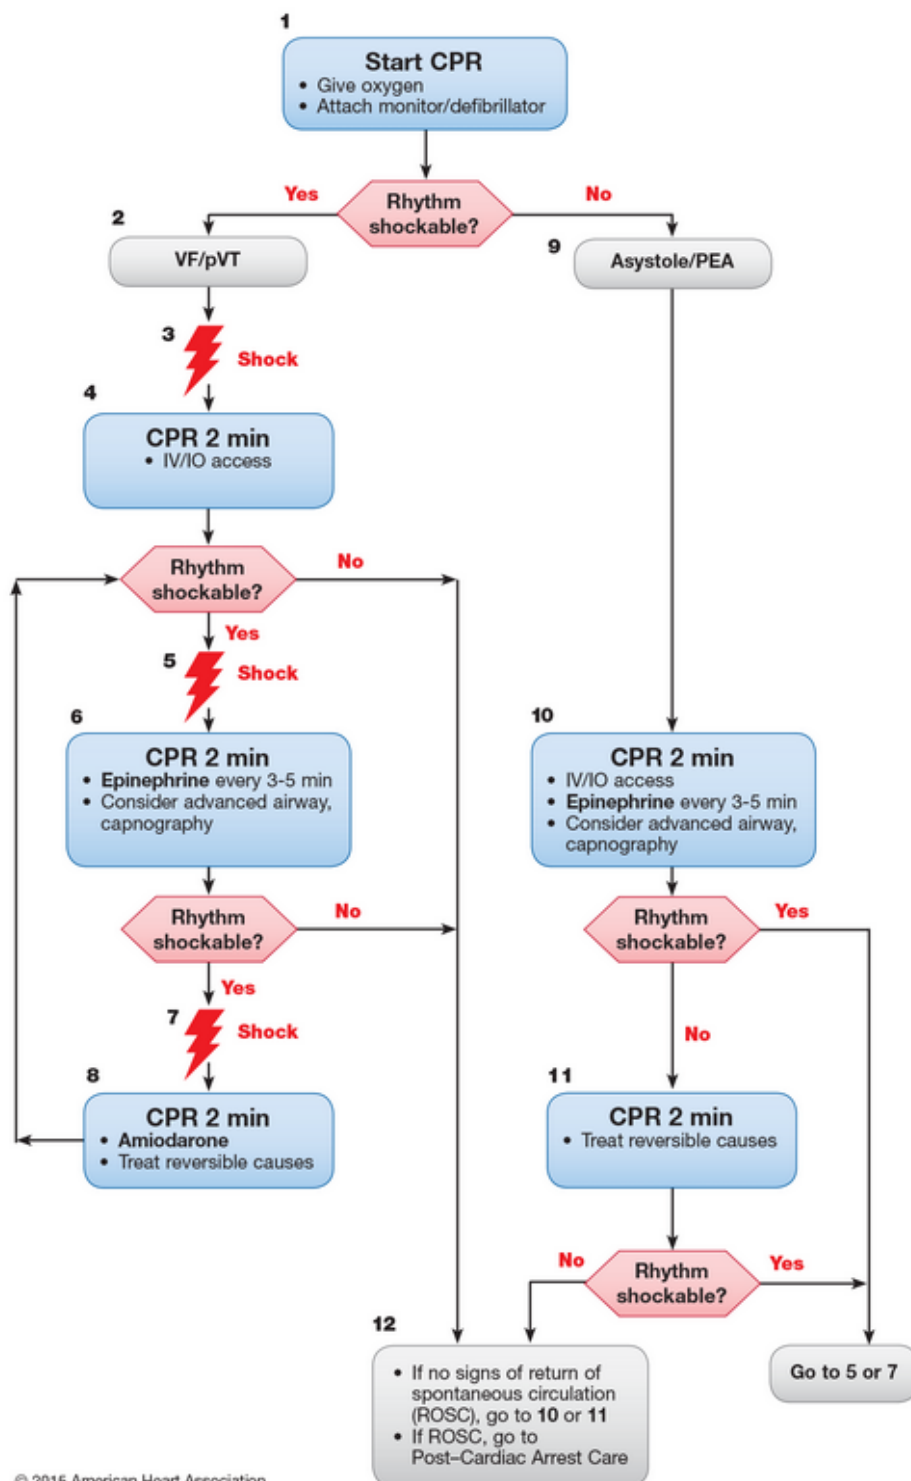 1
Start CPR
• Give oxygen
• Attach monitor/defibrillator
Rhythm
shockable?
Yes
No
2
VF/pVT
9
Asystole/PEA
3
Shock
4
CPR 2 min
• IV/IO access
Rhythm
shockable?
No
Yes
5
Shock
6
CPR 2 min
• Epinephrine every 3-5 min
• Consider advanced airway,
capnography
10
CPR 2 min
• IV/IO access
• Epinephrine every 3-5 min
• Consider advanced airway,
capnography
Rhythm
shockable?
No
Yes
Rhythm
shockable?
Yes
No
7
Shock
8
CPR 2 min
• Amiodarone
• Treat reversible causes
11
CPR 2 min
• Treat reversible causes
Rhythm
shockable?
No
Yes
12
• If no signs of return of
spontaneous circulation
(ROSC), go to 10 or 11
• If ROSC, go to
Post–Cardiac Arrest Care
Go to 5 or 7
© 2015 American Heart Association